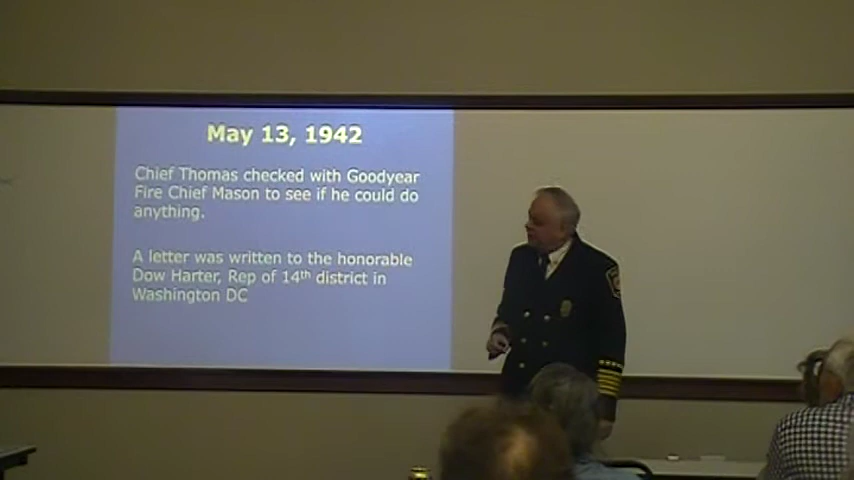 May 13, 1942
Chief Thomas checked with Goodyear
Fire Chief Mason to see if he could do
anything.
A letter was written to the honorable
Dow Harter, Rep of 14th district in
Washington DC